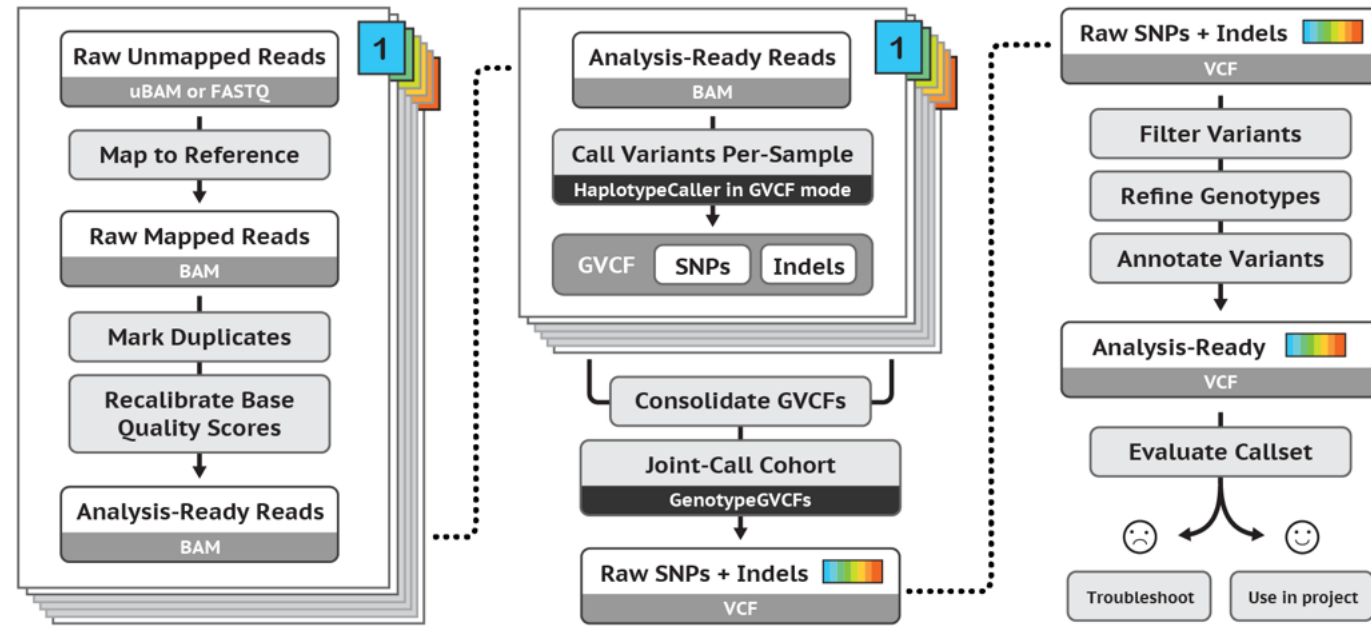 1
Raw Unmapped Reads
uBAM or FASTQ
Map to Reference
Raw Mapped Reads
BAM
Mark Duplicates
Recalibrate Base
Quality Scores
Analysis-Ready Reads
BAM
1
Analysis-Ready Reads
BAM
Call Variants Per-Sample
HaplotypeCaller in GVCF mode
GVCF SNPs Indels
Consolidate GVCFs
Joint-Call Cohort
GenotypeGVCFs
Raw SNPs + Indels
VCF
Raw SNPs + Indels
VCF
Filter Variants
Refine Genotypes
Annotate Variants
Analysis-Ready
VCF
Evaluate Callset
Troubleshoot
Use in project